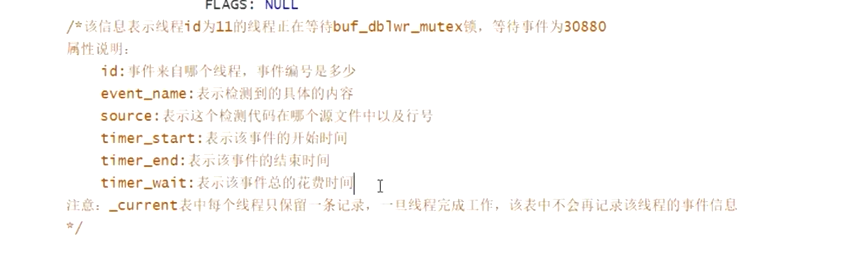 FLAGS: NULL
/*该信息表示线程id为11的线程正在等待buf_dblwr_mutex锁，等待事件为30880
属性说明：
id:事件来自哪个线程，事件编号是多少
event_name:表示检测到的具体的内容
source:表示这个检测代码在哪个源文件中以及行号
timer_start:表示该事件的开始时间
timer_end:表示该事件的结束时间
timer_wait:表示该事件总的花费时间
注意：_current表中每个线程只保留一条记录，一旦线程完成工作，该表中不会再记录该线程的事件信息
*/